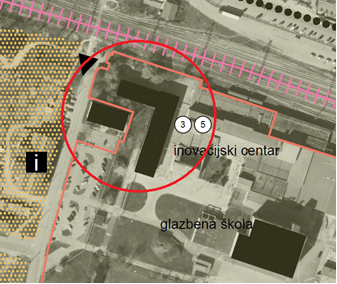 3 5
inovacijski centar
i
glazbena škola